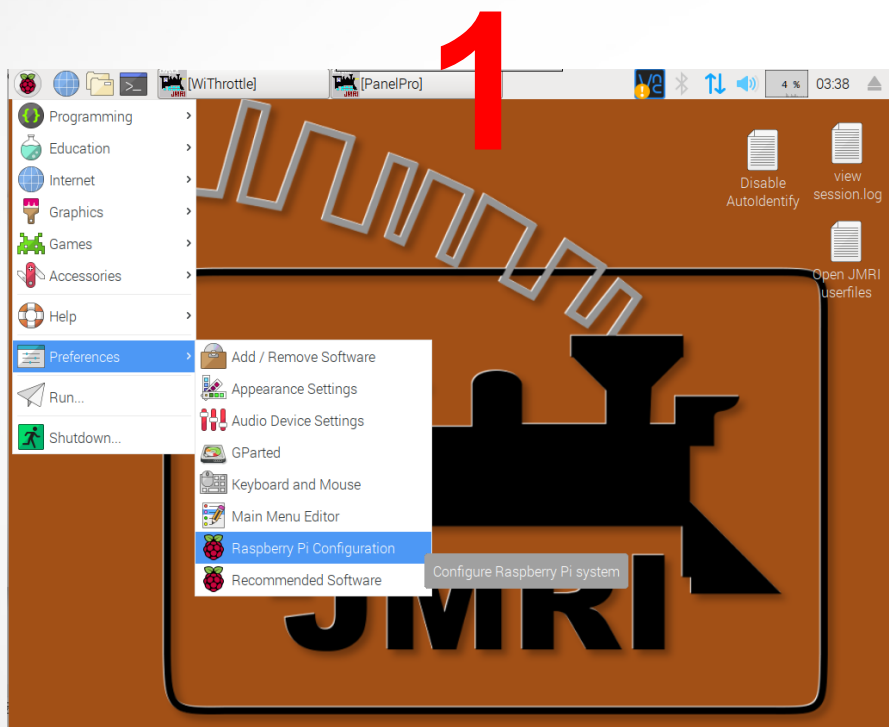 1
[WiThrottle]
[PanelPro]
4 %
03:38
Programming
Education
Internet
Graphics
Games
Accessories
Help
Preferences
Run...
Shutdown...
Add / Remove Software
Appearance Settings
Audio Device Settings
GParted
Keyboard and Mouse
Main Menu Editor
Raspberry Pi Configuration
Recommended Software
Configure Raspberry Pi system
Disable
AutoIdentify
view
session.log
Open JMRI
userfiles
JMRI